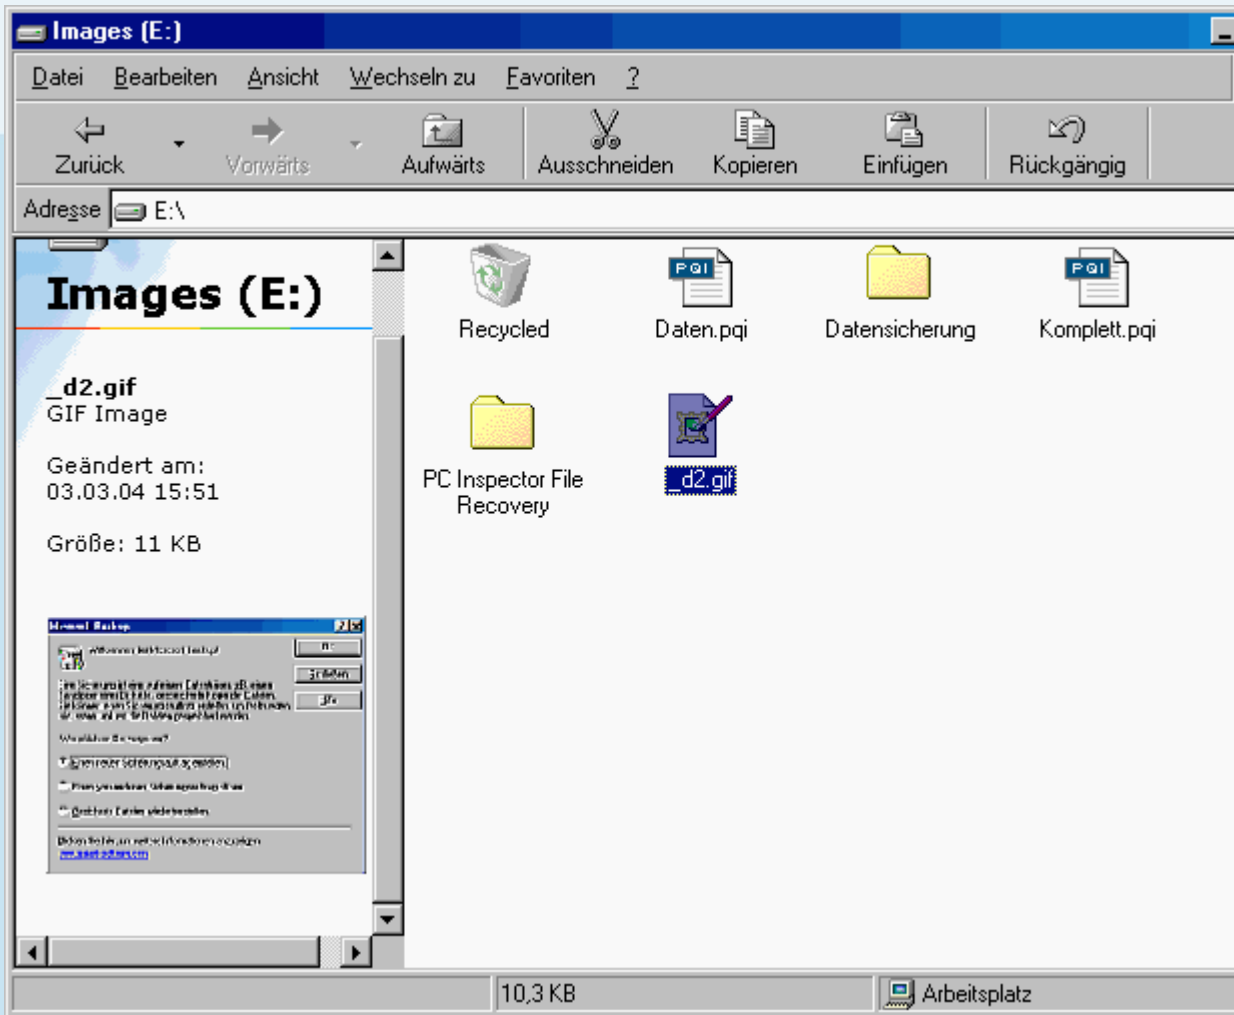 Images (E:)
Datei Bearbeiten Ansicht Wechseln zu Favoriten ?
Zurück Vorwärts Aufwärts Ausschneiden Kopieren Einfügen Rückgängig
Adresse E:\
Images (E:)
_d2.gif
GIF Image
Geändert am:
03.03.04 15:51
Größe: 11 KB
Recycled
PQI
Daten.pqi
Datensicherung
PQI
Komplett.pqi
PC Inspector File
Recovery
_d2.gif
10,3 KB
Arbeitsplatz